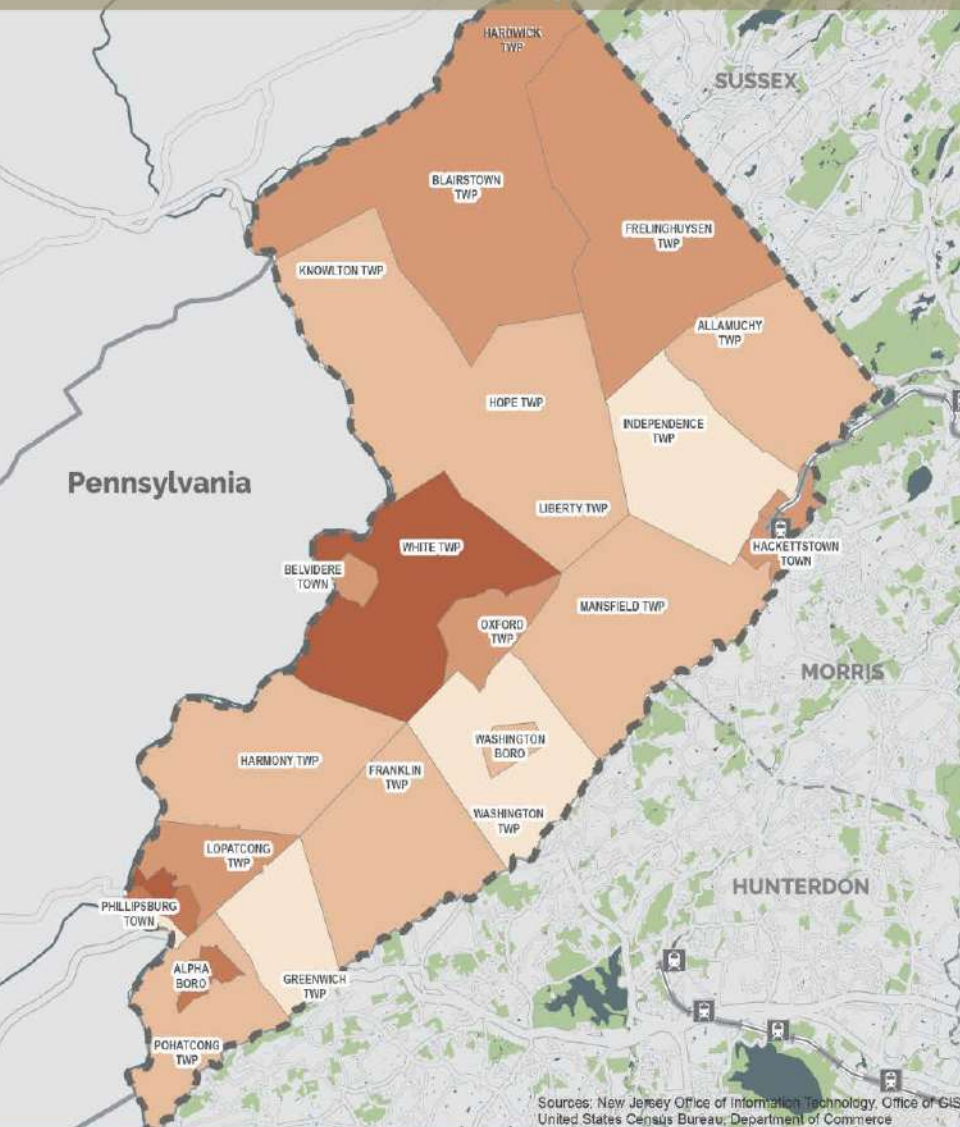 HARDWICK
TWP
SUSSEX
BLAIRSTOWN
TWP
FRELINGHUYSEN
TWP
KNOWLTON TWP
ALLAMUCHY
TWP
HOPE TWP
INDEPENDENCE
TWP
Pennsylvania
LIBERTY TWP
WHITE TWP
HACKETTSTOWN
TOWN
BELVIDERE
TOWN
MANSFIELD TWP
OXFORD
TWP
MORRIS
WASHINGTON
BORO
HARMONY TWP
FRANKLIN
TWP
WASHINGTON
TWP
LOPATCONG
TWP
HUNTERDON
PHILLIPSBURG
TOWN
ALPHA
BORO
GREENWICH
TWP
POHATCONG
TWP
Sources: New Jersey Office of Information Technology, Office of GIS
United States Census Bureau, Department of Commerce